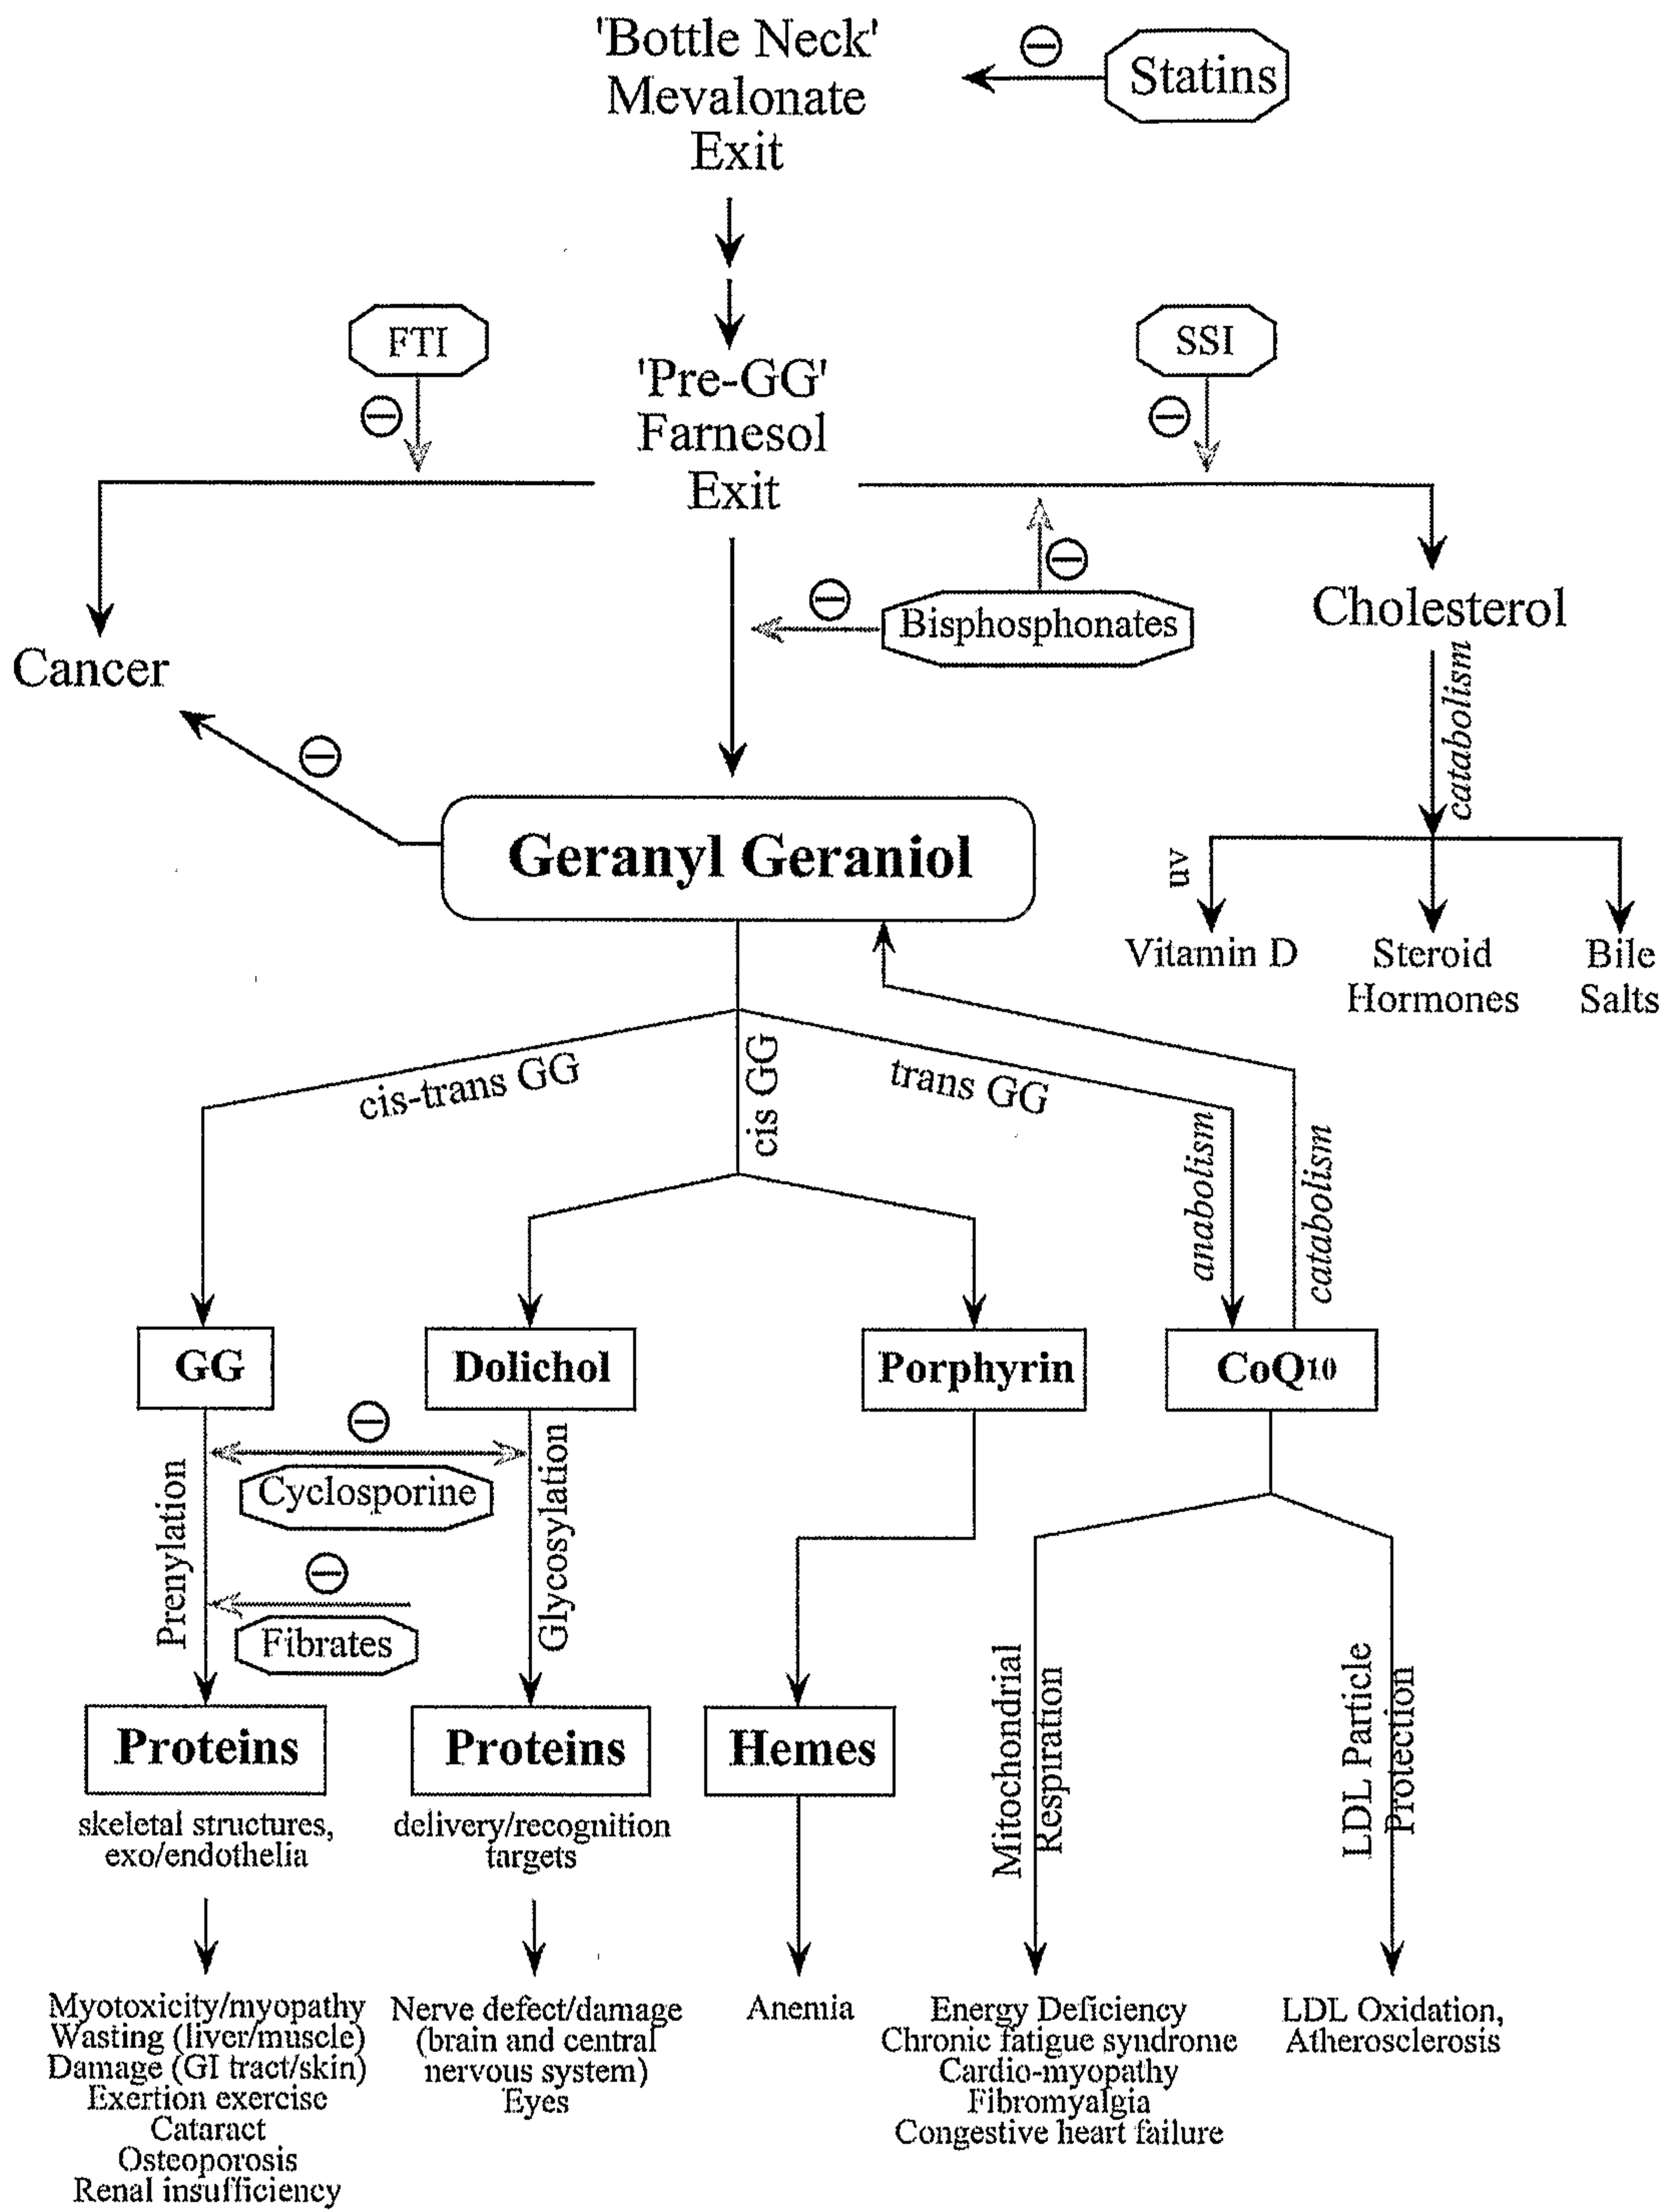 'Bottle Neck'
Mevalonate
Exit
Statins
FTI
SSI
'Pre-GG'
Farnesol
Exit
Bisphosphonates
Cholesterol
Cancer
catabolism
Geranyl Geraniol
uv
Vitamin D
Steroid
Hormones
Bile
Salts
cis-trans GG
cis GG
trans GG
anabolism
catabolism
GG
Dolichol
Porphyrin
CoQ10
Prenylation
Cyclosporine
Glycosylation
Fibrates
Mitochondrial
Respiration
LDL Particle
Protection
Proteins
Proteins
Hemes
skeletal structures,
exo/endothelia
delivery/recognition
targets
Myotoxicity/myopathy
Wasting (liver/muscle)
Damage (GI tract/skin)
Exertion exercise
Cataract
Osteoporosis
Renal insufficiency
Nerve defect/damage
(brain and central
nervous system)
Eyes
Anemia
Energy Deficiency
Chronic fatigue syndrome
Cardio-myopathy
Fibromyalgia
Congestive heart failure
LDL Oxidation,
Atherosclerosis